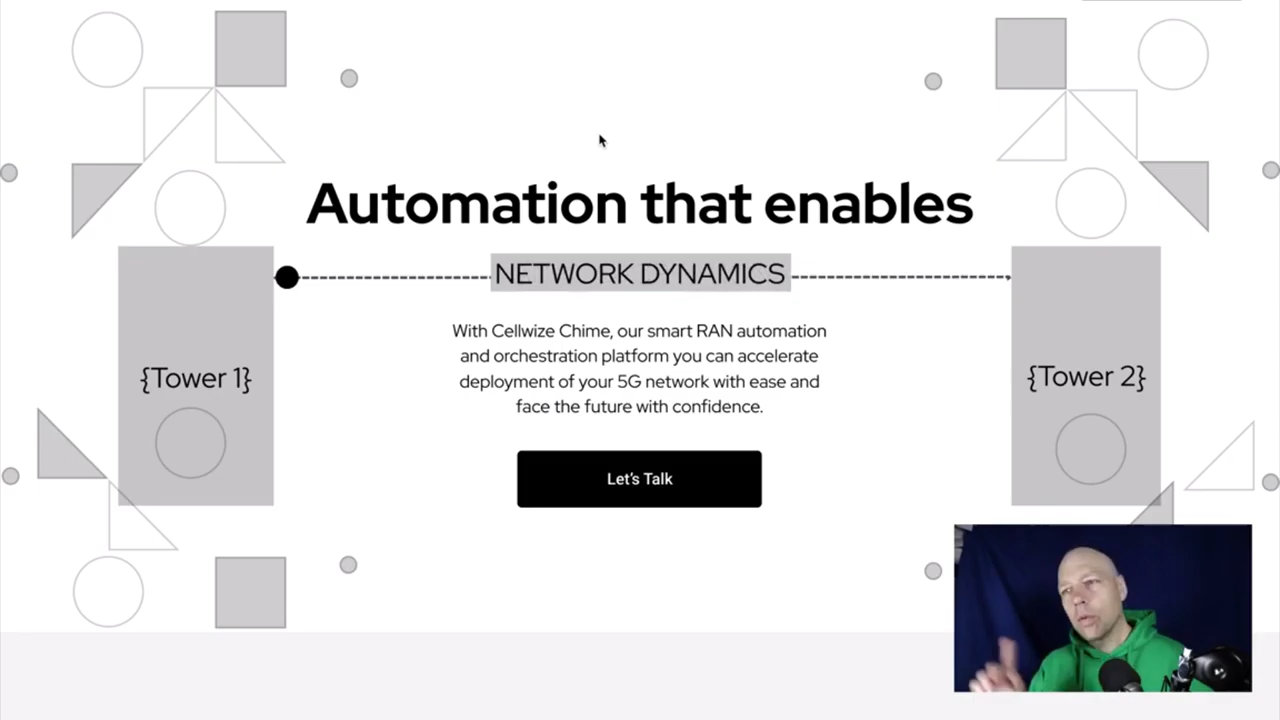 Automation that enables
NETWORK DYNAMICS
With Cellwize Chime, our smart RAN automation
and orchestration platform you can accelerate
deployment of your 5G network with ease and
face the future with confidence.
{Tower 1}
{Tower 2}
Let's Talk